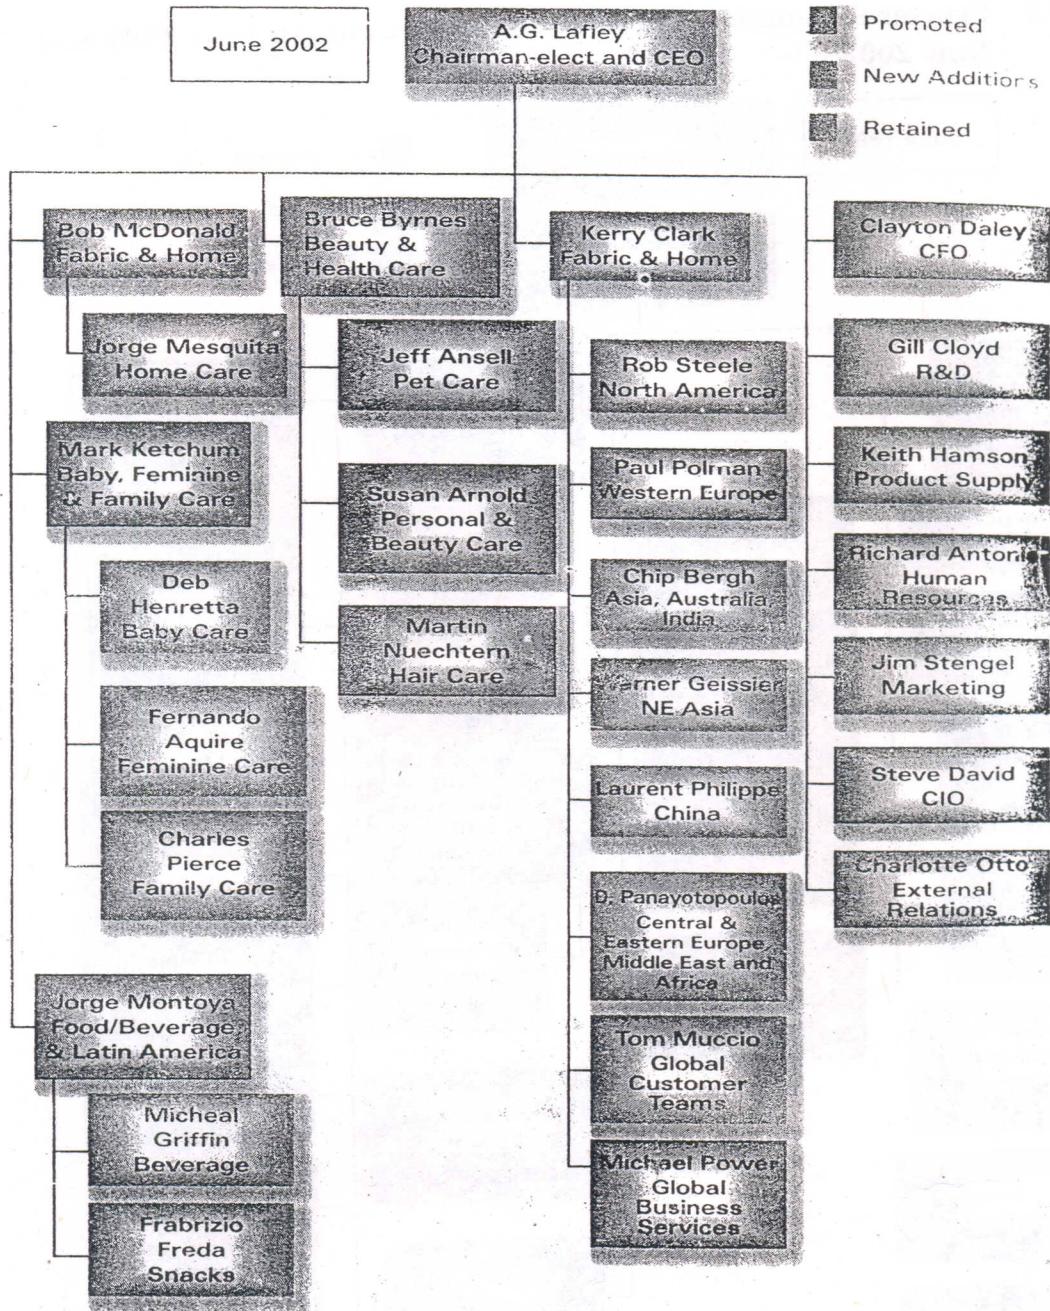 June 2002
A.G. Lafley
Chairman-elect and CEO
Promoted
New Additions
Retained
Bob McDonald
Fabric & Home
Jorge Mesquita
Home Care
Mark Ketchum
Baby, Feminine
& Family Care
Deb
Henretta
Baby Care
Fernando
Aquire
Feminine Care
Charles
Pierce
Family Care
Jorge Montoya
Food/Beverage,
& Latin America
Micheal
Griffin
Beverage
Frabrizio
Freda
Snacks
Bruce Byrnes
Beauty &
Health Care
Jeff Ansell
Pet Care
Susan Arnold
Personal &
Beauty Care
Martin
Nuechtern
Hair Care
Kerry Clark
Fabric & Home
Rob Steele
North America
Paul Polman
Western Europe
Chip Bergh
Asia, Australia,
India
Werner Geissier
NE Asia
Laurent Philippe
China
D. Panayotopoulos
Central &
Eastern Europe,
Middle East and
Africa
Tom Muccio
Global
Customer
Teams
Michael Power
Global
Business
Services
Clayton Daley
CFO
Gill Cloyd
R&D
Keith Hamson
Product Supply
Richard
Human
Resources
Jim Stengel
Marketing
Steve David
CIO
Charlotte Otto
External
Relations